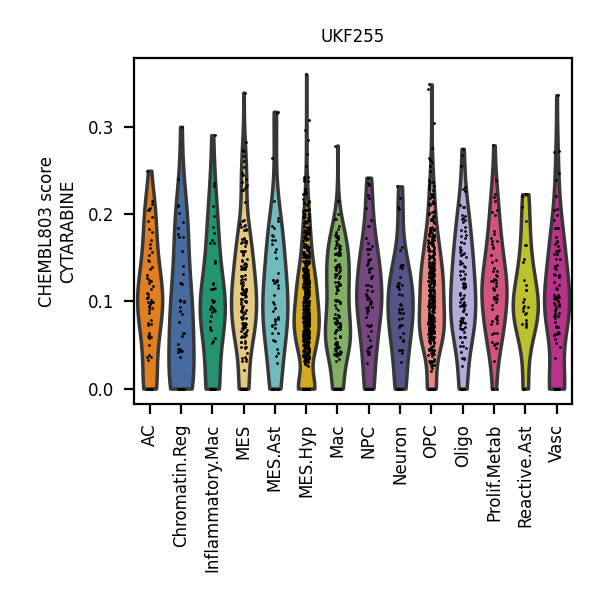 UKF255
CHEMBL803 score
CYTARABINE
0.3
0.2
0.1
0.0
AC
Chromatin.Reg
Inflammatory.Mac
MES
MES.Ast
MES.Hyp
Mac
NPC
Neuron
OPC
Oligo
Prolif.Metab
Reactive.Ast
Vasc